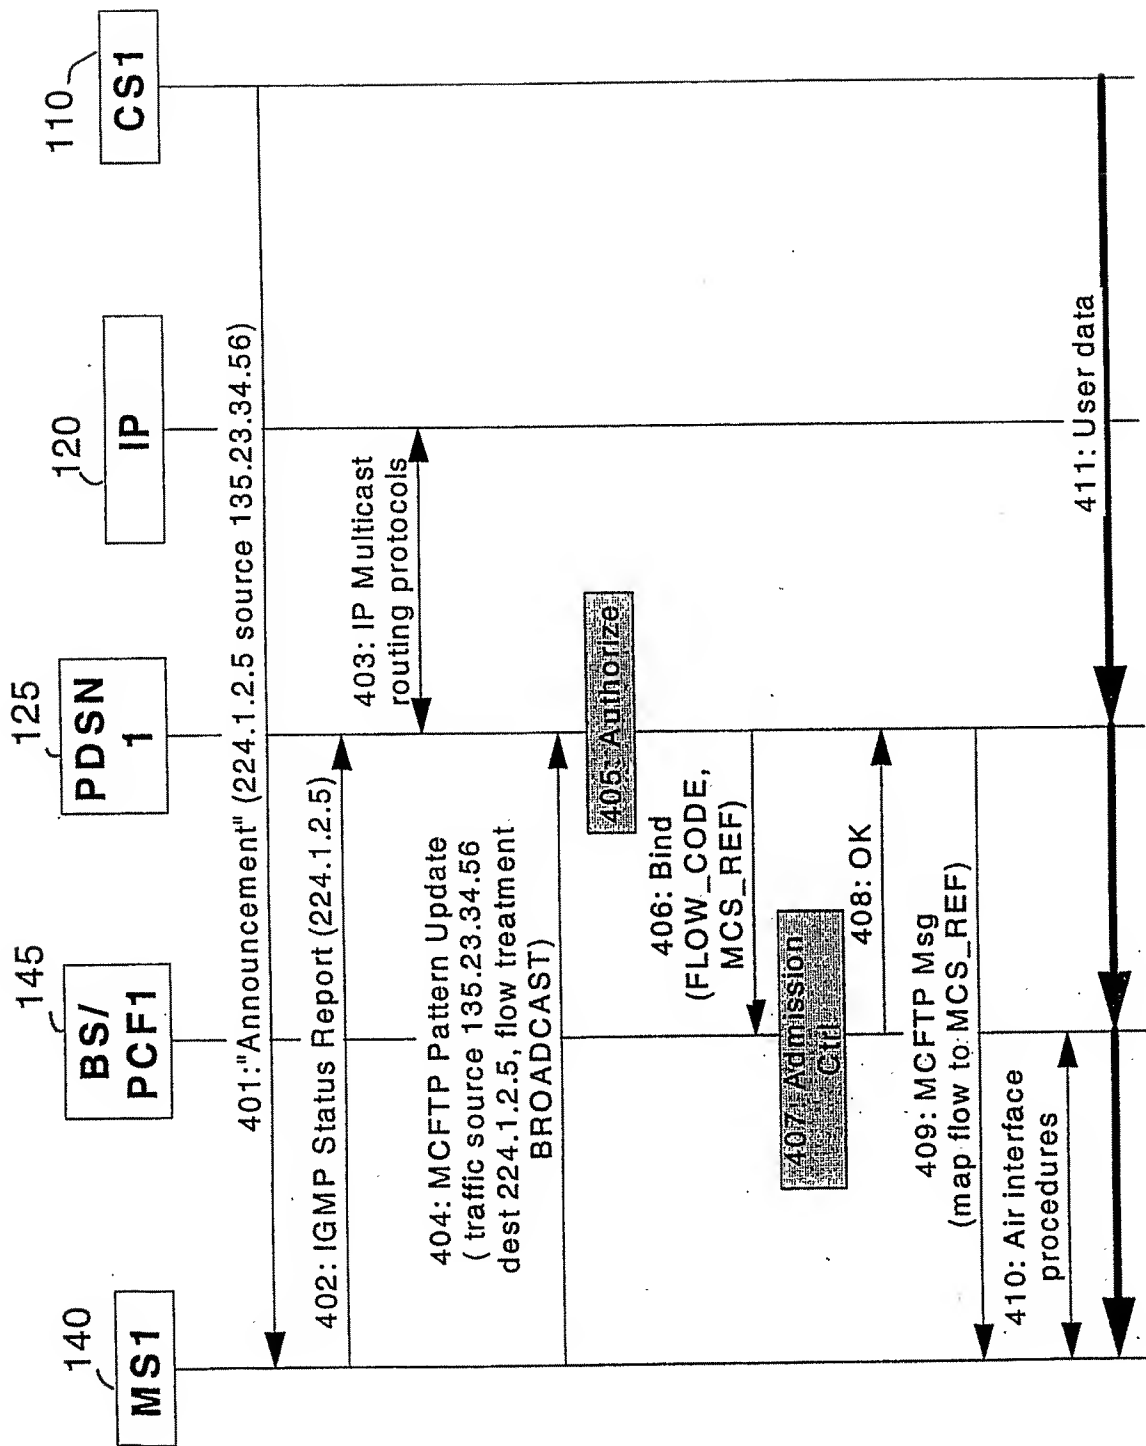 140
MS1
145
BS/
PCF1
125
PDSN
1
120
IP
110
CS1
401:"Announcement" (224.1.2.5 source 135.23.34.56)
402: IGMP Status Report (224.1.2.5)
403: IP Multicast
routing protocols
404: MCFTP Pattern Update
( traffic source 135.23.34.56
dest 224.1.2.5, flow treatment
BROADCAST)
405: Authorize
406: Bind
(FLOW_CODE,
MCS_REF)
407: Admission
Ctrl
408: OK
409: MCFTP Msg
(map flow to MCS_REF)
410: Air interface
procedures
411: User data